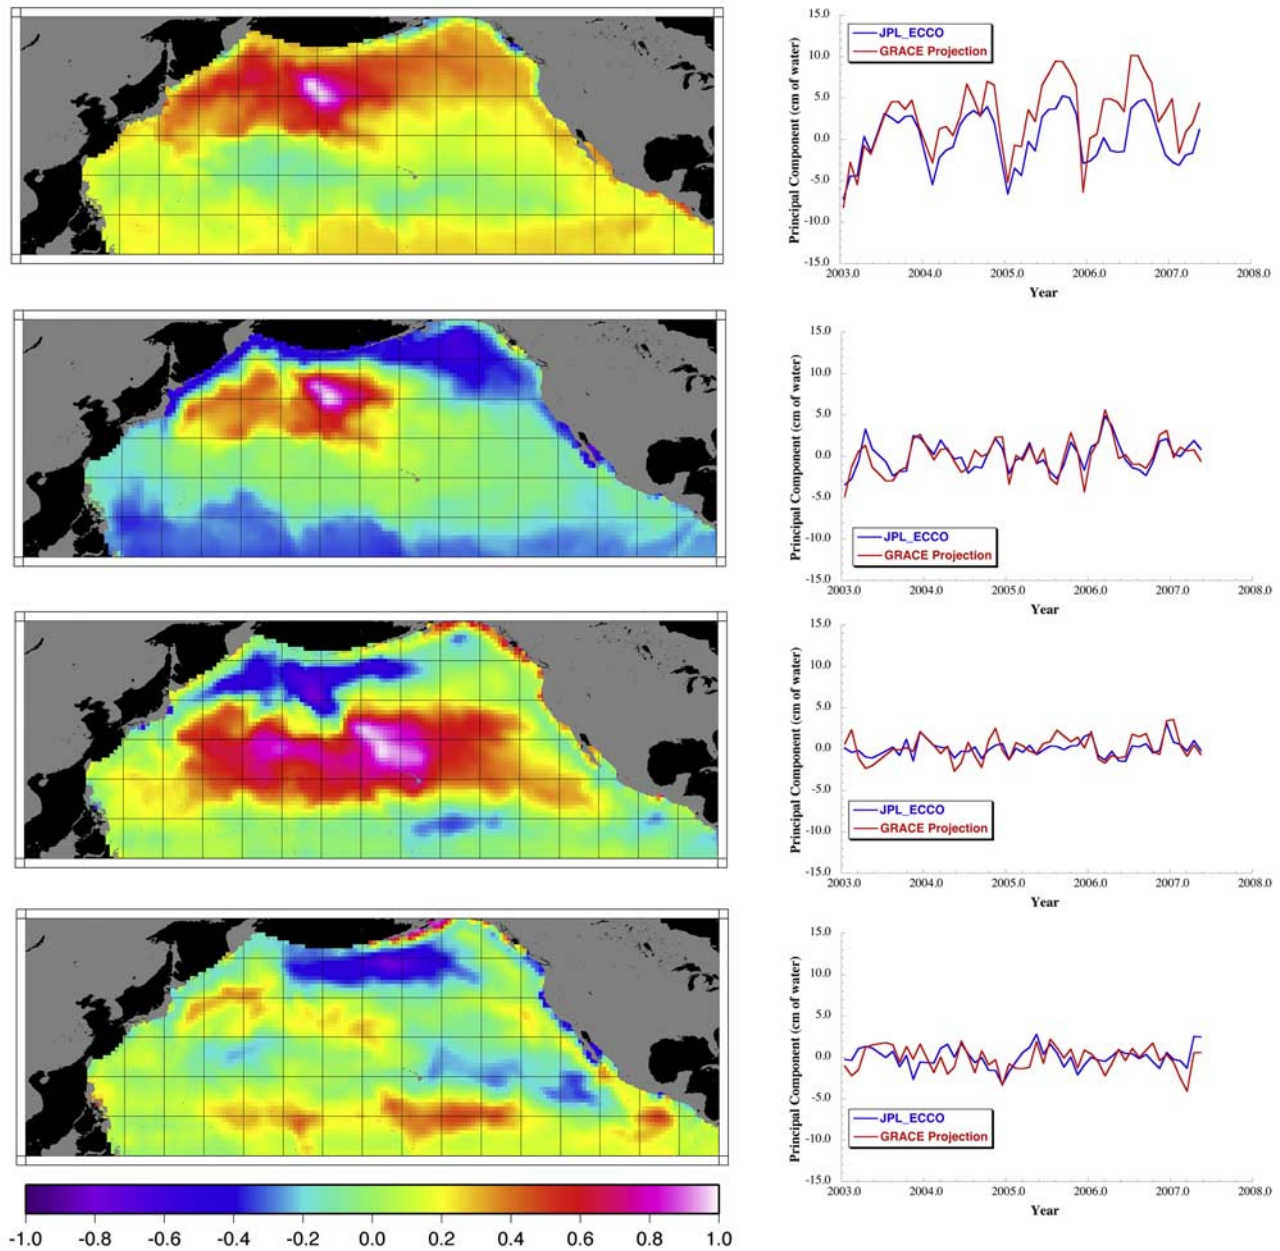 15.0
10.0
5.0
0.0
-5.0
-10.0
-15.0
Principal Component (cm of water)
JPL_ECCO
GRACE Projection
2003.0 2004.0 2005.0 2006.0 2007.0 2008.0
Year
15.0
10.0
5.0
0.0
-5.0
-10.0
-15.0
Principal Component (cm of water)
JPL_ECCO
GRACE Projection
2003.0 2004.0 2005.0 2006.0 2007.0 2008.0
Year
15.0
10.0
5.0
0.0
-5.0
-10.0
-15.0
Principal Component (cm of water)
JPL_ECCO
GRACE Projection
2003.0 2004.0 2005.0 2006.0 2007.0 2008.0
Year
15.0
10.0
5.0
0.0
-5.0
-10.0
-15.0
Principal Component (cm of water)
JPL_ECCO
GRACE Projection
2003.0 2004.0 2005.0 2006.0 2007.0 2008.0
Year
-1.0 -0.8 -0.6 -0.4 -0.2 0.0 0.2 0.4 0.6 0.8 1.0